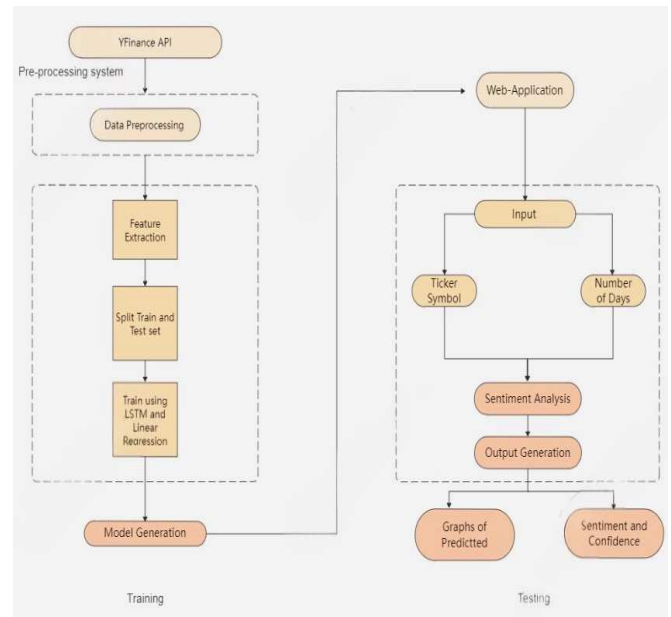 YFinance API
Pre-processing system
Data Preprocessing
Feature
Extraction
Split Train and
Test set
Train using
LSTM and
Linear
Regression
Model Generation
Training
Web-Application
Input
Ticker
Symbol
Number
of Days
Sentiment Analysis
Output Generation
Graphs of
Predictted
Sentiment and
Confidence
Testing